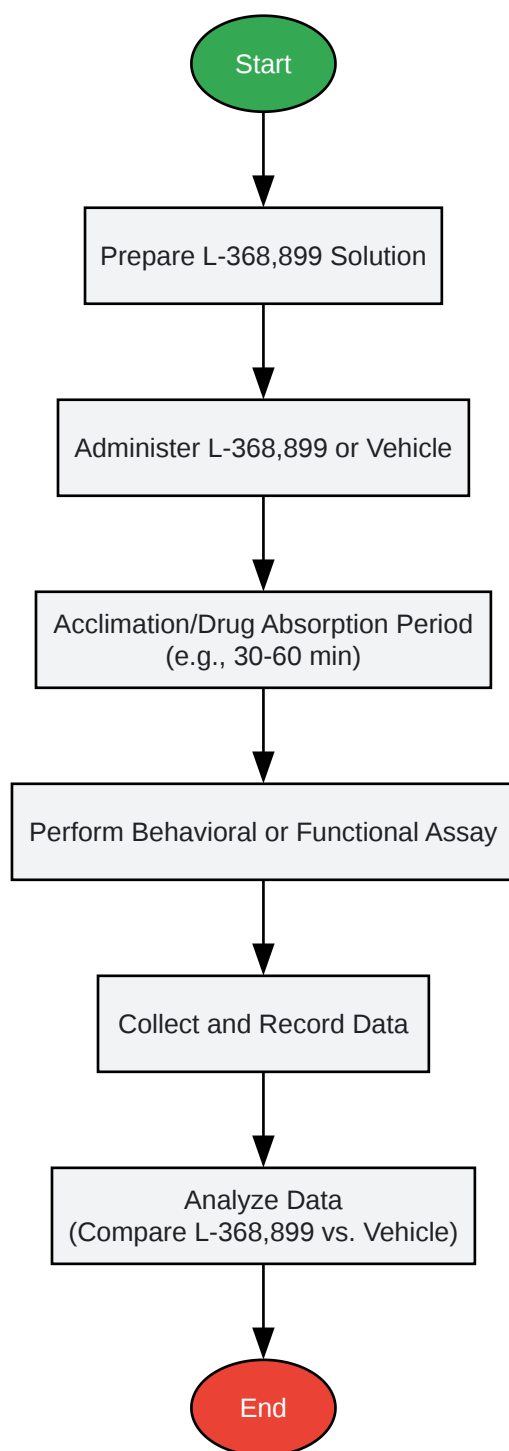 Start
Prepare L-368,899 Solution
Administer L-368,899 or Vehicle
Acclimation/Drug Absorption Period
(e.g., 30-60 min)
Perform Behavioral or Functional Assay
Collect and Record Data
Analyze Data
(Compare L-368,899 vs. Vehicle)
End